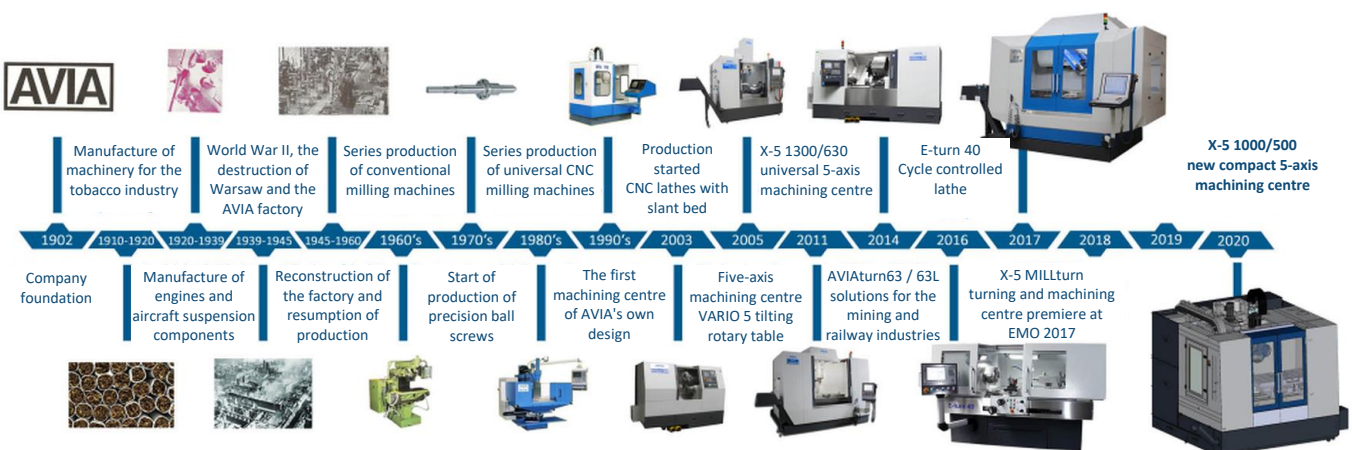 AVIA
Manufacture of
machinery for the
tobacco industry
World War II, the
destruction of
Warsaw and the
AVIA factory
Series production
of conventional
milling machines
Series production
of universal CNC
milling machines
Production
started
CNC lathes with
slant bed
X-5 1300/630
universal 5-axis
machining centre
E-turn 40
Cycle controlled
lathe
X-5 1000/500
new compact 5-axis
machining centre
1902
1910-1920
1920-1939
1939-1945
1945-1960
1960's
1970's
1980's
1990's
2003
2005
2011
2014
2016
2017
2018
2019
2020
Company
foundation
Manufacture of
engines and
aircraft suspension
components
Reconstruction of
the factory and
resumption of
production
Start of
production of
precision ball
screws
The first
machining centre
of AVIA's own
design
Five-axis
machining centre
VARIO 5 tilting
rotary table
AVIAturn63 / 63L
solutions for the
mining and
railway industries
X-5 MILLturn
turning and machining
centre premiere at
EMO 2017